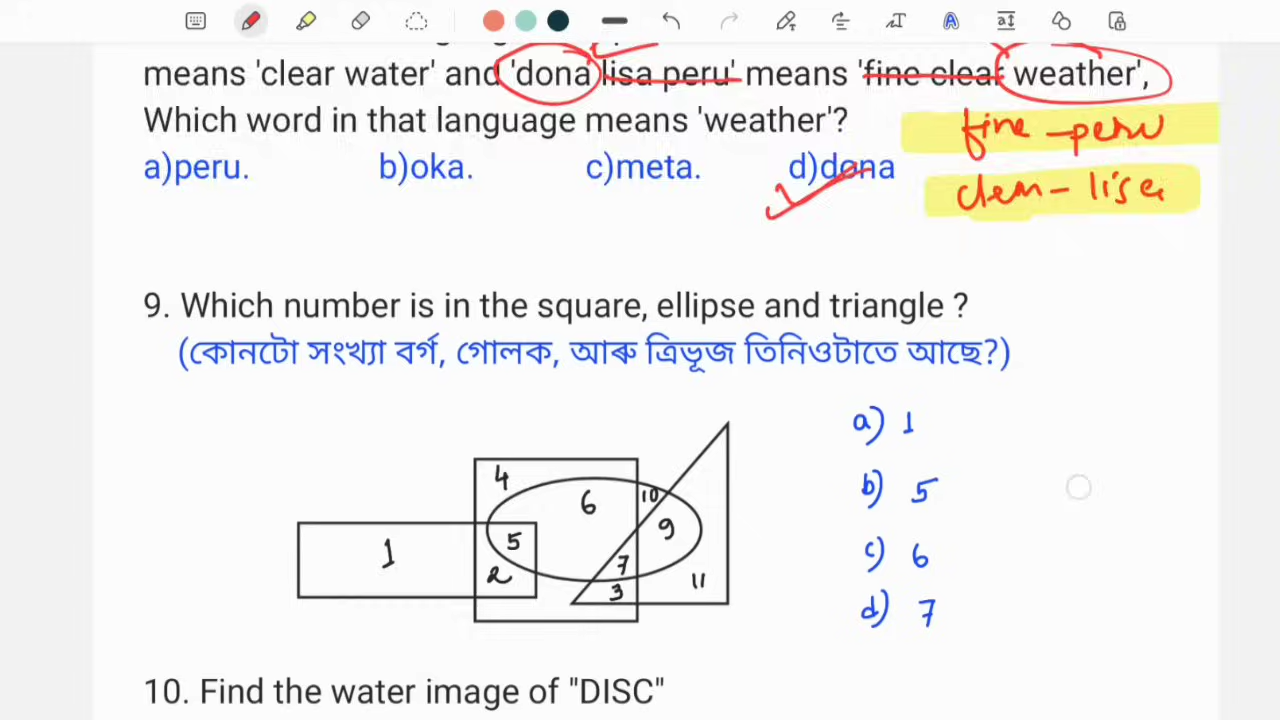 means 'clear water' and 'dona lisa peru' means 'fine clear weather',
Which word in that language means 'weather'?
fine - peru
a)peru. b)oka. c)meta. d)dona
clear - lisa
9. Which number is in the square, ellipse and triangle ?
(কোনটো সংখ্যা বৰ্গ, গোলক, আৰু ত্ৰিভূজ তিনিওটাতে আছে?)
a) 1
4
6
10
b) 5
9
5
1
7
c) 6
2
3
11
d) 7
10. Find the water image of "DISC"